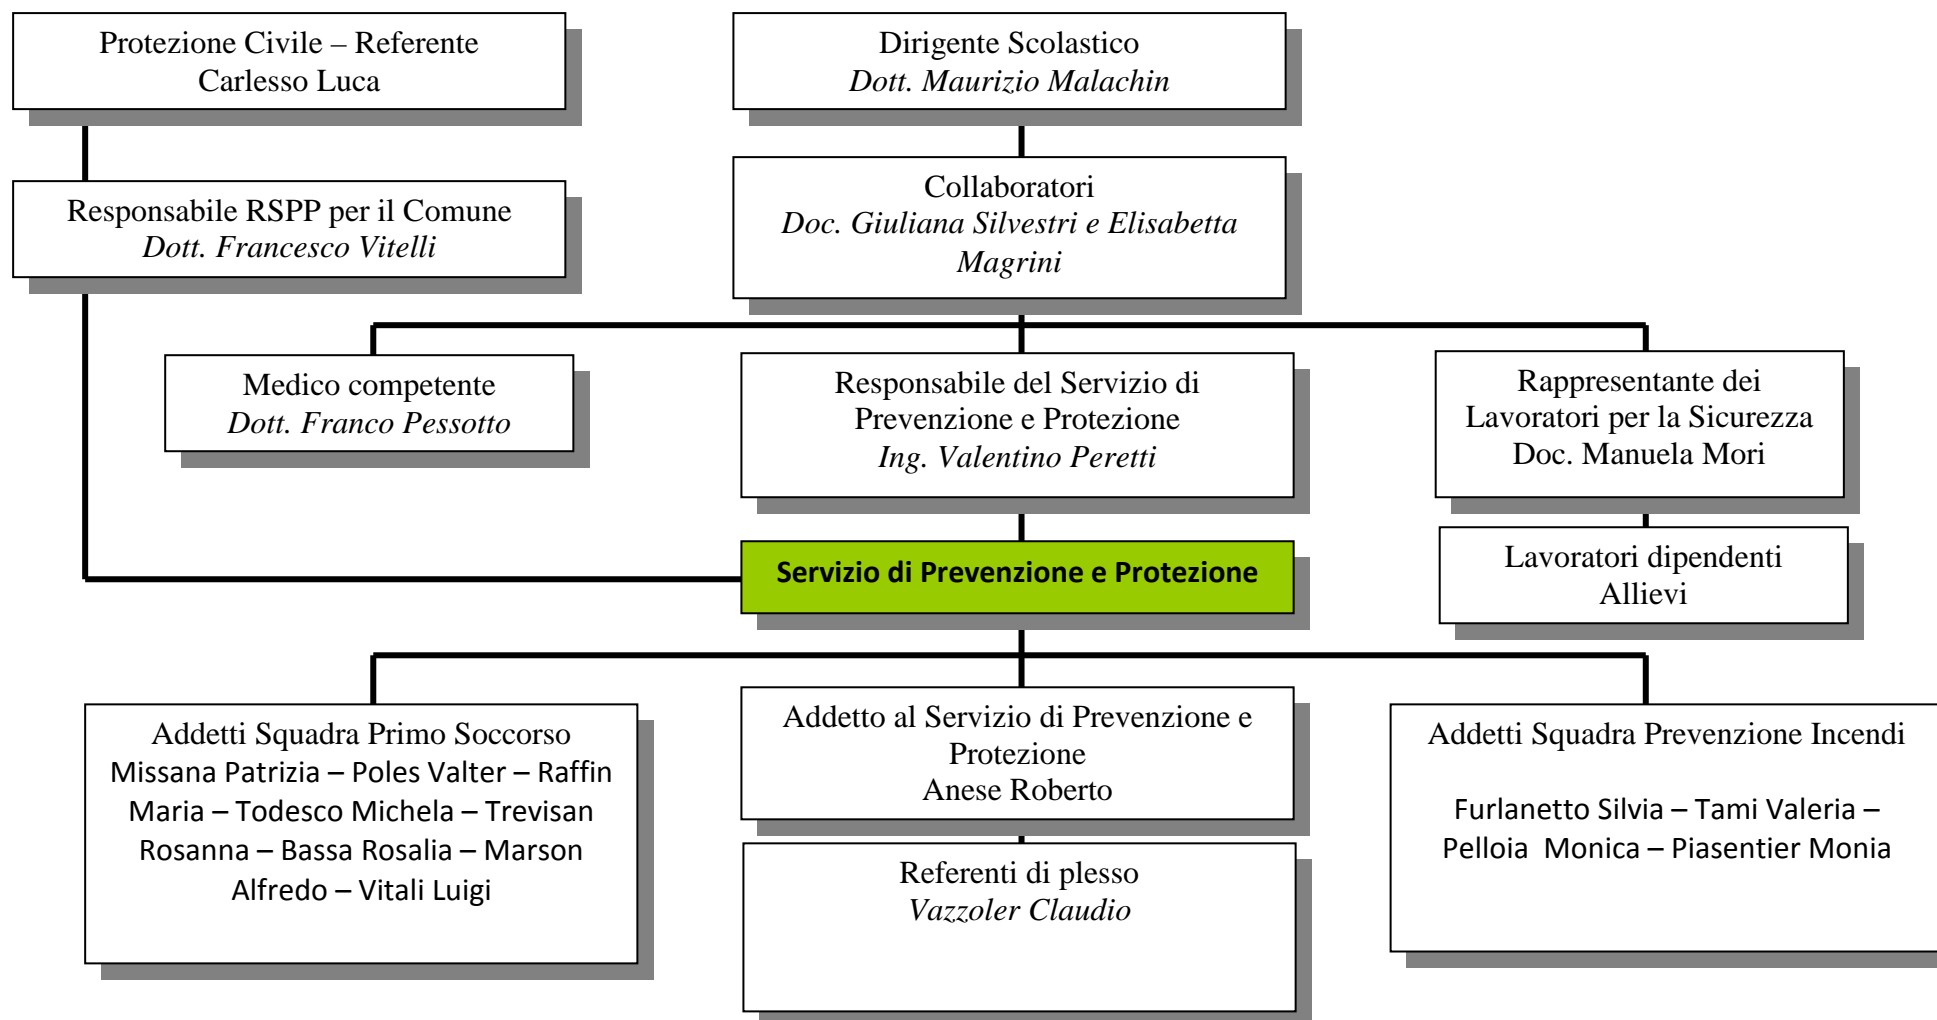 Protezione Civile – Referente
Carlesso Luca
Dirigente Scolastico
Dott. Maurizio Malachin
Responsabile RSPP per il Comune
Dott. Francesco Vitelli
Collaboratori
Doc. Giuliana Silvestri e Elisabetta
Magrini
Medico competente
Dott. Franco Pessotto
Responsabile del Servizio di
Prevenzione e Protezione
Ing. Valentino Peretti
Rappresentante dei
Lavoratori per la Sicurezza
Doc. Manuela Mori
Servizio di Prevenzione e Protezione
Lavoratori dipendenti
Allievi
Addetti Squadra Primo Soccorso
Missana Patrizia – Poles Valter – Raffin
Maria – Todesco Michela – Trevisan
Rosanna – Bassa Rosalia – Marson
Alfredo – Vitali Luigi
Addetto al Servizio di Prevenzione e
Protezione
Anese Roberto
Referenti di plesso
Vazzoler Claudio
Addetti Squadra Prevenzione Incendi
Furlanetto Silvia – Tami Valeria –
Pelloia  Monica – Piasentier Monia